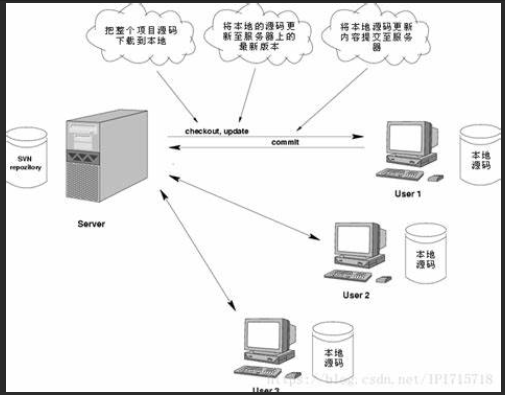 把整个项目源码
下载到本地
将本地的源码更
新至服务器上的
最新版本
将本地源码更新
内容提交至服务
器
checkout, update
commit
SVN
repozitory
Server
本地
源码
User 1
本地
源码
User 2
本地
源码
User 3
https://blog.csdn.net/IPI715718